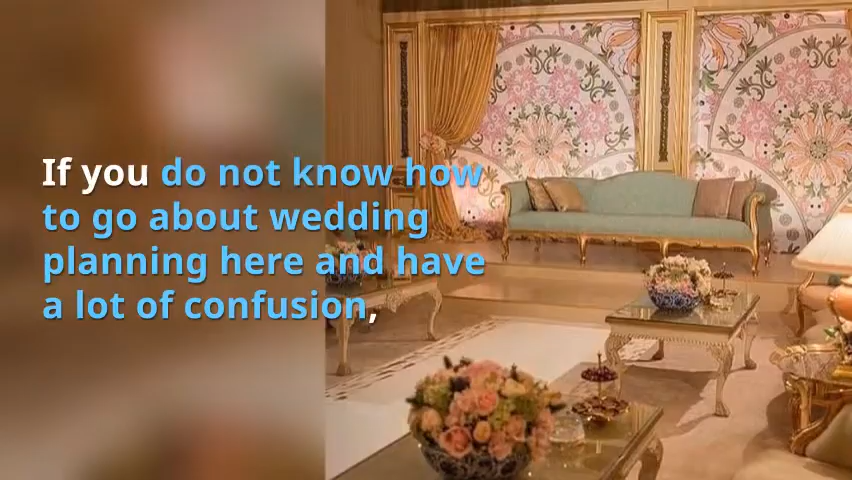 If you do not know how
to go about wedding
planning here and have
a lot of confusion,